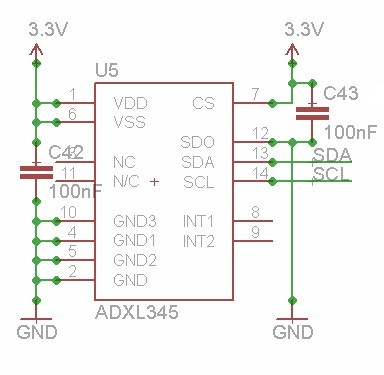 3.3V
3.3V
U5
1
VDD
CS
7
C43
6
VSS
100nF
SDO
12
C42
NC
SDA
13
SDA
100nF
11
N/C
SCL
14
SCL
10
GND3
INT1
8
4
GND1
INT2
9
5
GND2
2
GND
ADXL345
GND
GND